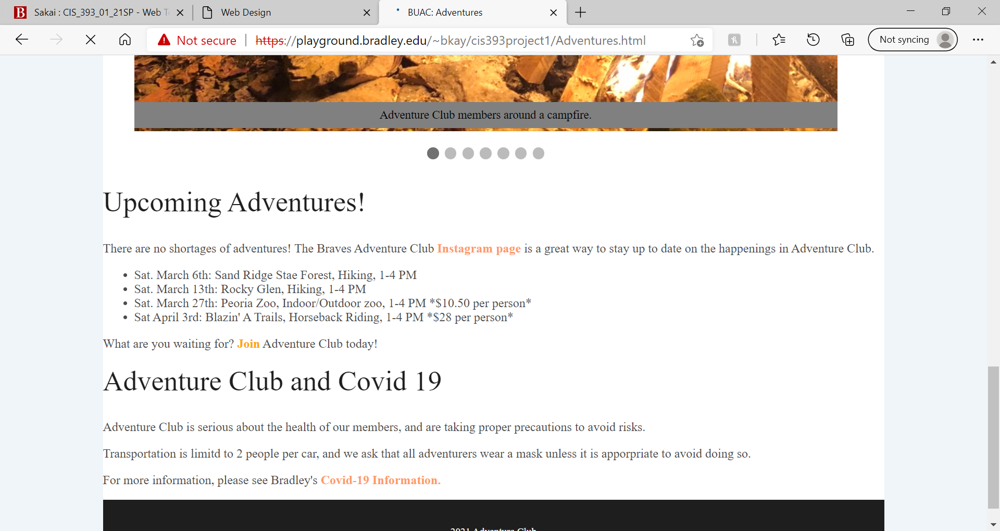 Sakai : CIS_393_01_21SP - Web T
Web Design
BUAC: Adventures
Not secure
https://playground.bradley.edu/~bkay/cis393project1/Adventures.html
Not syncing
Adventure Club members around a campfire.
Upcoming Adventures!
There are no shortages of adventures! The Braves Adventure Club Instagram page is a great way to stay up to date on the happenings in Adventure Club.
• Sat. March 6th: Sand Ridge Stae Forest, Hiking, 1-4 PM
• Sat. March 13th: Rocky Glen, Hiking, 1-4 PM
• Sat. March 27th: Peoria Zoo, Indoor/Outdoor zoo, 1-4 PM *$10.50 per person*
• Sat April 3rd: Blazin' A Trails, Horseback Riding, 1-4 PM *$28 per person*
What are you waiting for? Join Adventure Club today!
Adventure Club and Covid 19
Adventure Club is serious about the health of our members, and are taking proper precautions to avoid risks.
Transportation is limitd to 2 people per car, and we ask that all adventurers wear a mask unless it is apporpriate to avoid doing so.
For more information, please see Bradley's Covid-19 Information.
2021 Adventure Club